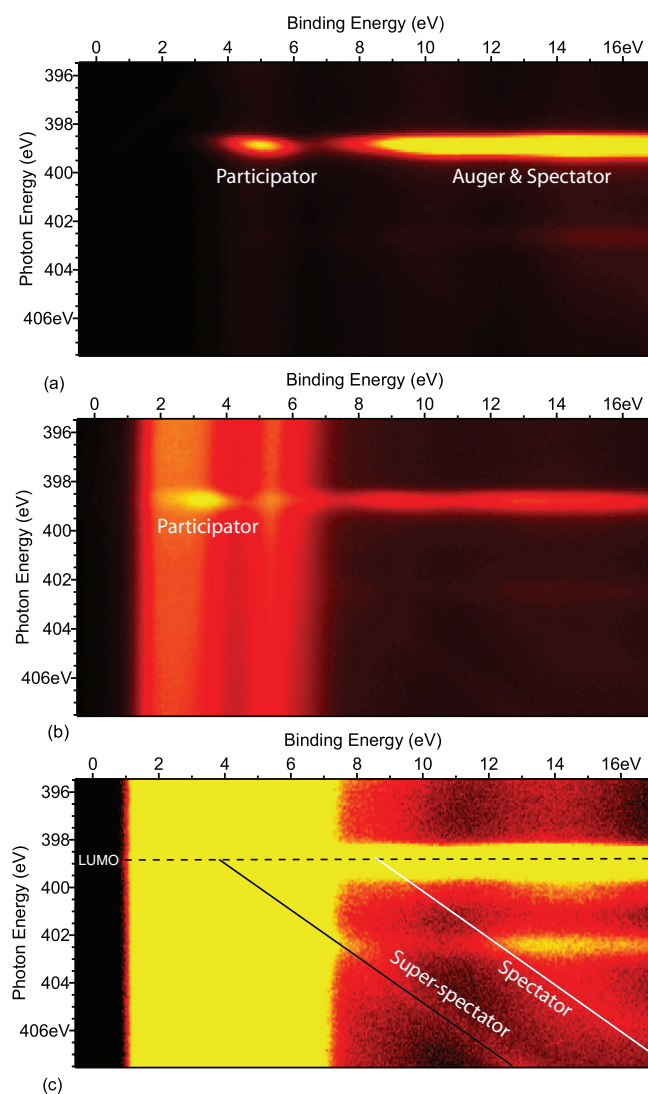 Binding Energy (eV)
0 2 4 6 8 10 12 14 16eV
Photon Energy (eV)
396
398
400
402
404
406eV
Participator Auger & Spectator
(a)
Binding Energy (eV)
0 2 4 6 8 10 12 14 16eV
Photon Energy (eV)
396
398
400
402
404
406eV
Participator
(b)
Binding Energy (eV)
0 2 4 6 8 10 12 14 16eV
Photon Energy (eV)
396
398
LUMO
400
402
404
406eV
Super-spectator
Spectator
(c)